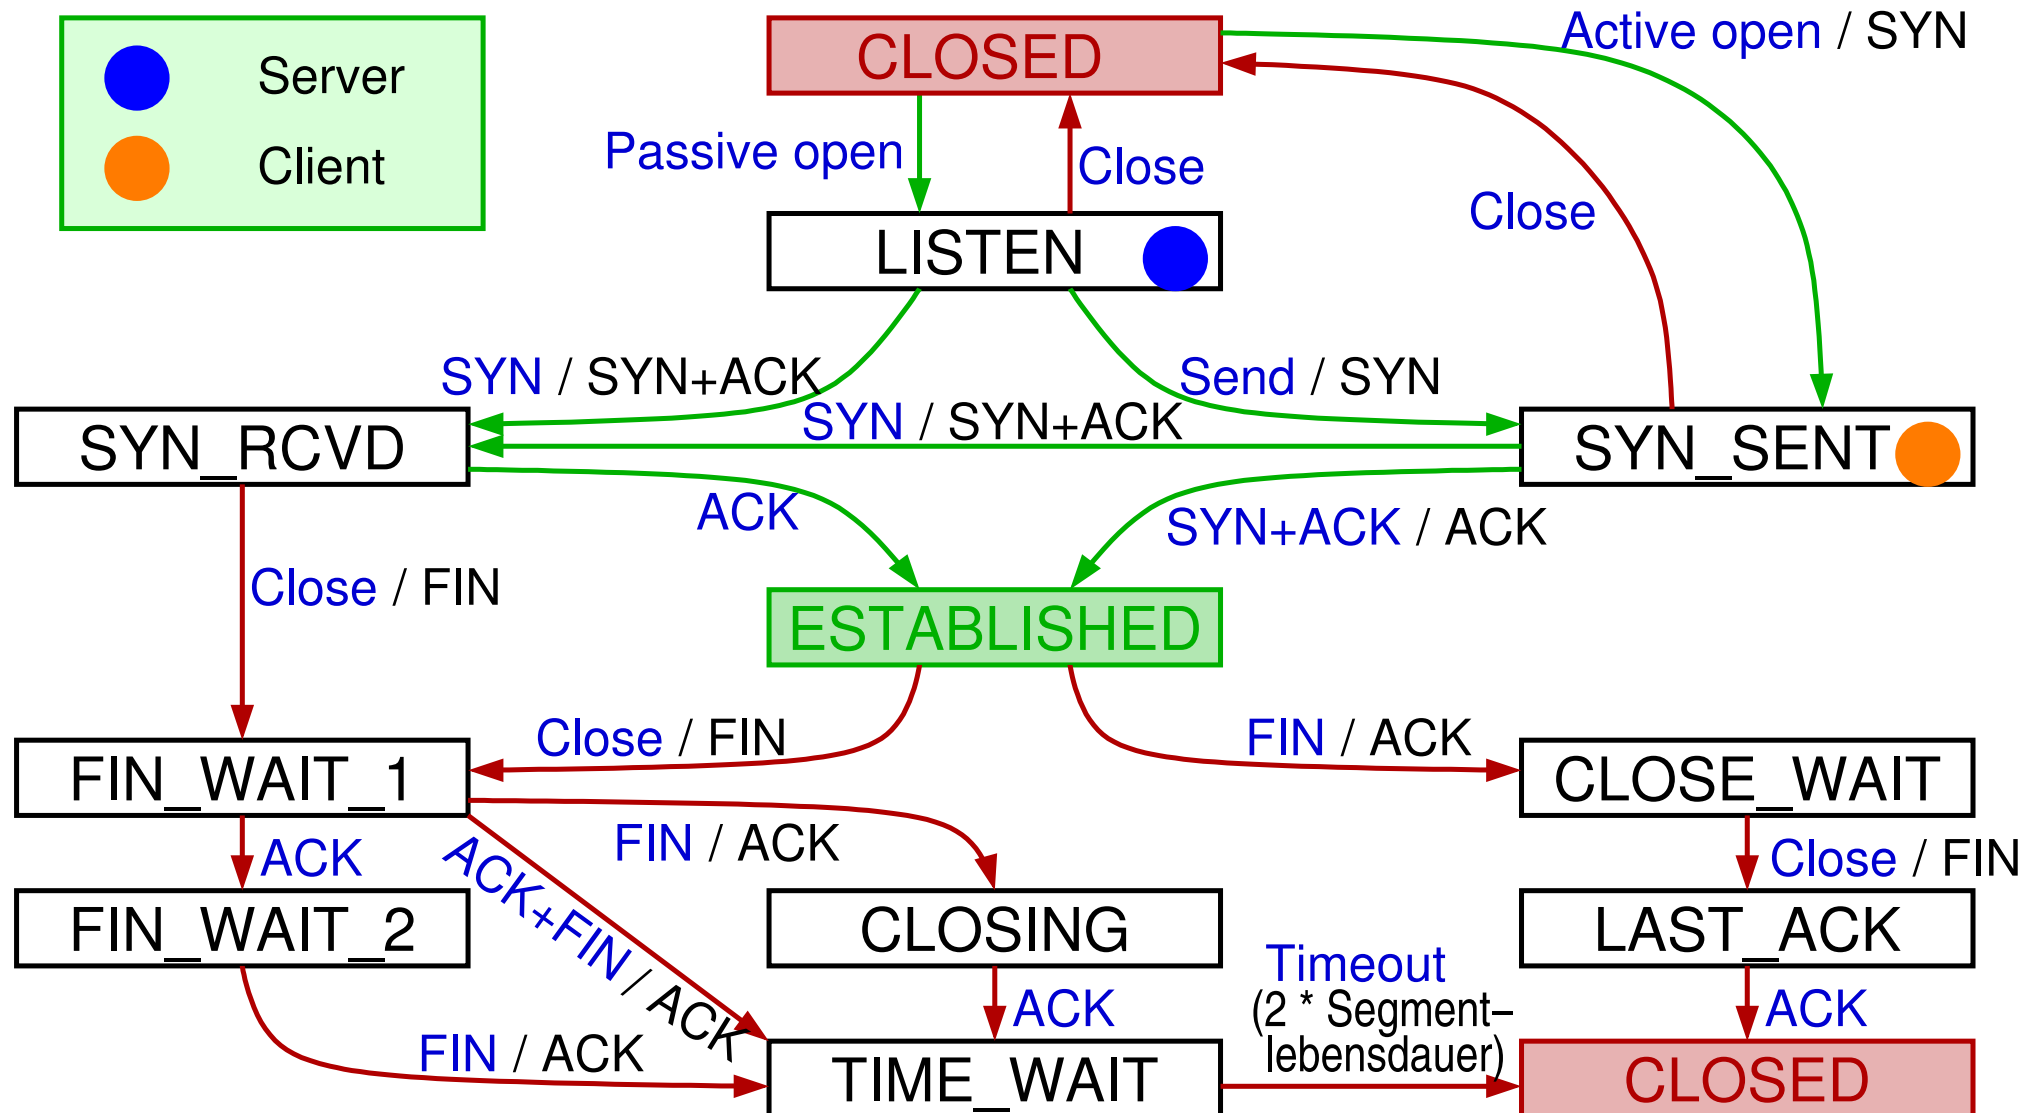 Server
Client
CLOSED
Active open / SYN
Passive open
Close
Close
LISTEN
SYN / SYN+ACK
Send / SYN
SYN / SYN+ACK
SYN_RCVD
SYN_SENT
ACK
SYN+ACK / ACK
Close / FIN
ESTABLISHED
Close / FIN
FIN / ACK
FIN_WAIT_1
CLOSE_WAIT
ACK
ACK+FIN / ACK
FIN / ACK
Close / FIN
FIN_WAIT_2
CLOSING
LAST_ACK
ACK
Timeout
(2 * Segment–
lebensdauer)
ACK
FIN / ACK
TIME_WAIT
CLOSED